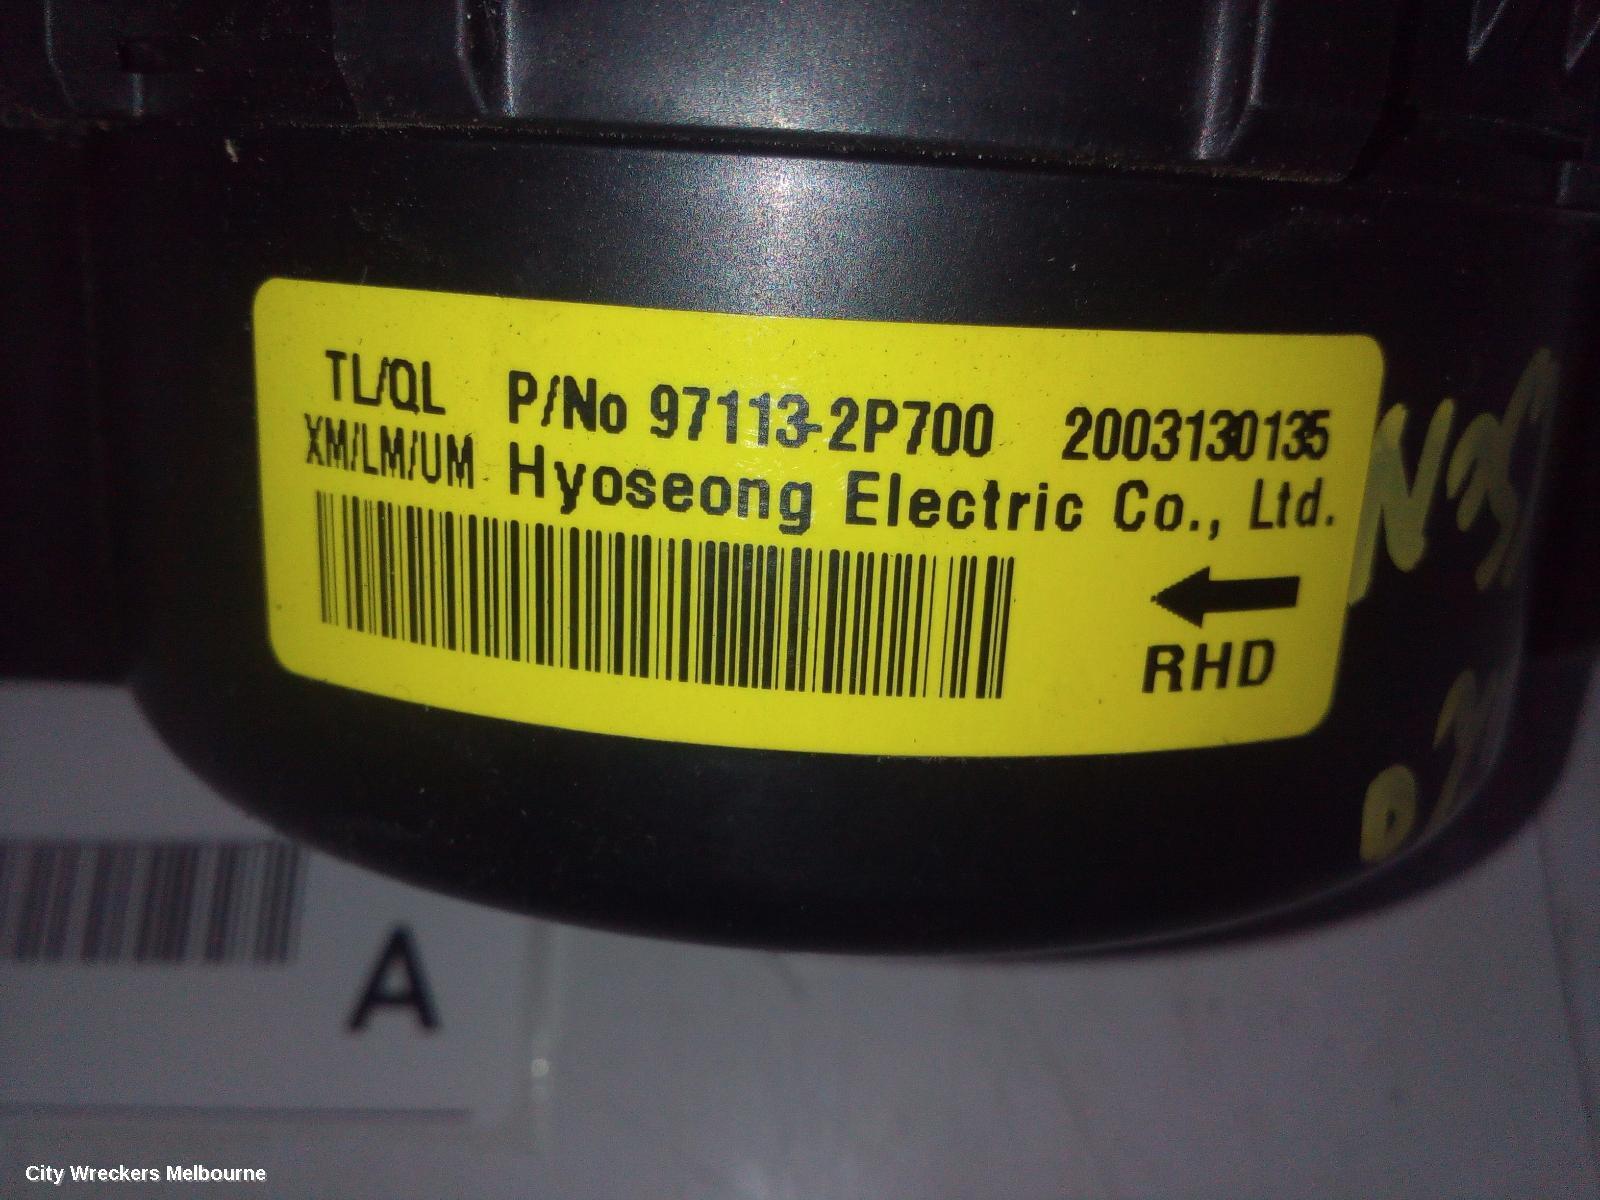 TL/QL P/No 97113-2P700 2003130135
XM/LM/UM Hyoseong Electric Co., Ltd.
RHD
A
City Wreckers Melbourne